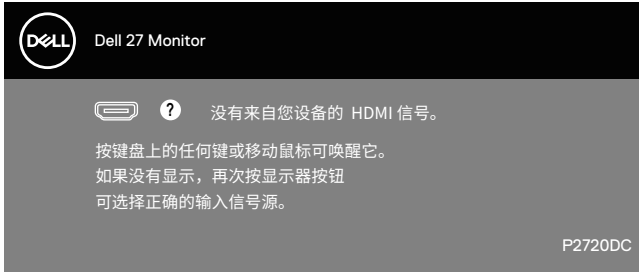 DELL
Dell 27 Monitor
? 没有来自您设备的 HDMI 信号。
按键盘上的任何键或移动鼠标可唤醒它。
如果没有显示，再次按显示器按钮
可选择正确的输入信号源。
P2720DC